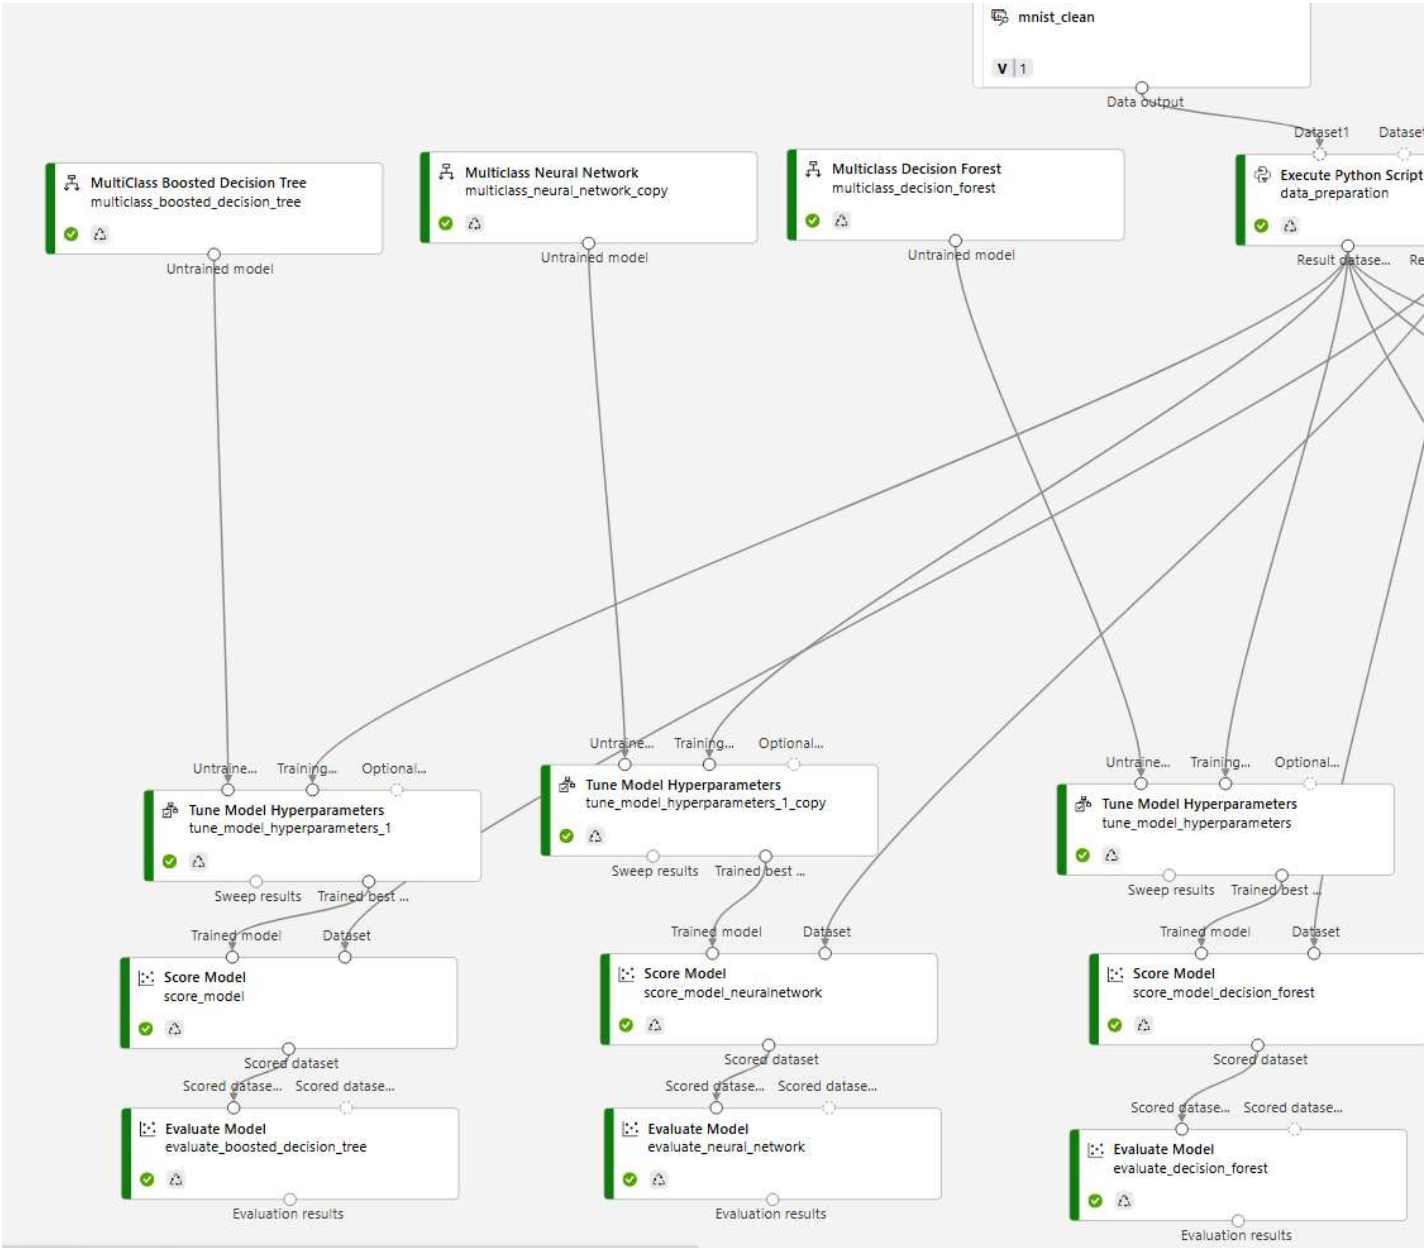 mnist_clean
V 1
Data output
Dataset1 Dataset
MultiClass Boosted Decision Tree
multiclass_boosted_decision_tree
Untrained model
Multiclass Neural Network
multiclass_neural_network_copy
Untrained model
Multiclass Decision Forest
multiclass_decision_forest
Untrained model
Execute Python Script
data_preparation
Result datase... Re
Untraine... Training... Optional...
Tune Model Hyperparameters
tune_model_hyperparameters_1
Sweep results Trained best ...
Untraine... Training... Optional...
Tune Model Hyperparameters
tune_model_hyperparameters_1_copy
Sweep results Trained best ...
Untraine... Training... Optional...
Tune Model Hyperparameters
tune_model_hyperparameters
Sweep results Trained best ...
Trained model Dataset
Score Model
score_model
Scored dataset
Trained model Dataset
Score Model
score_model_neuralnetwork
Scored dataset
Trained model Dataset
Score Model
score_model_decision_forest
Scored dataset
Scored datase... Scored datase...
Evaluate Model
evaluate_boosted_decision_tree
Evaluation results
Scored datase... Scored datase...
Evaluate Model
evaluate_neural_network
Evaluation results
Scored datase... Scored datase...
Evaluate Model
evaluate_decision_forest
Evaluation results